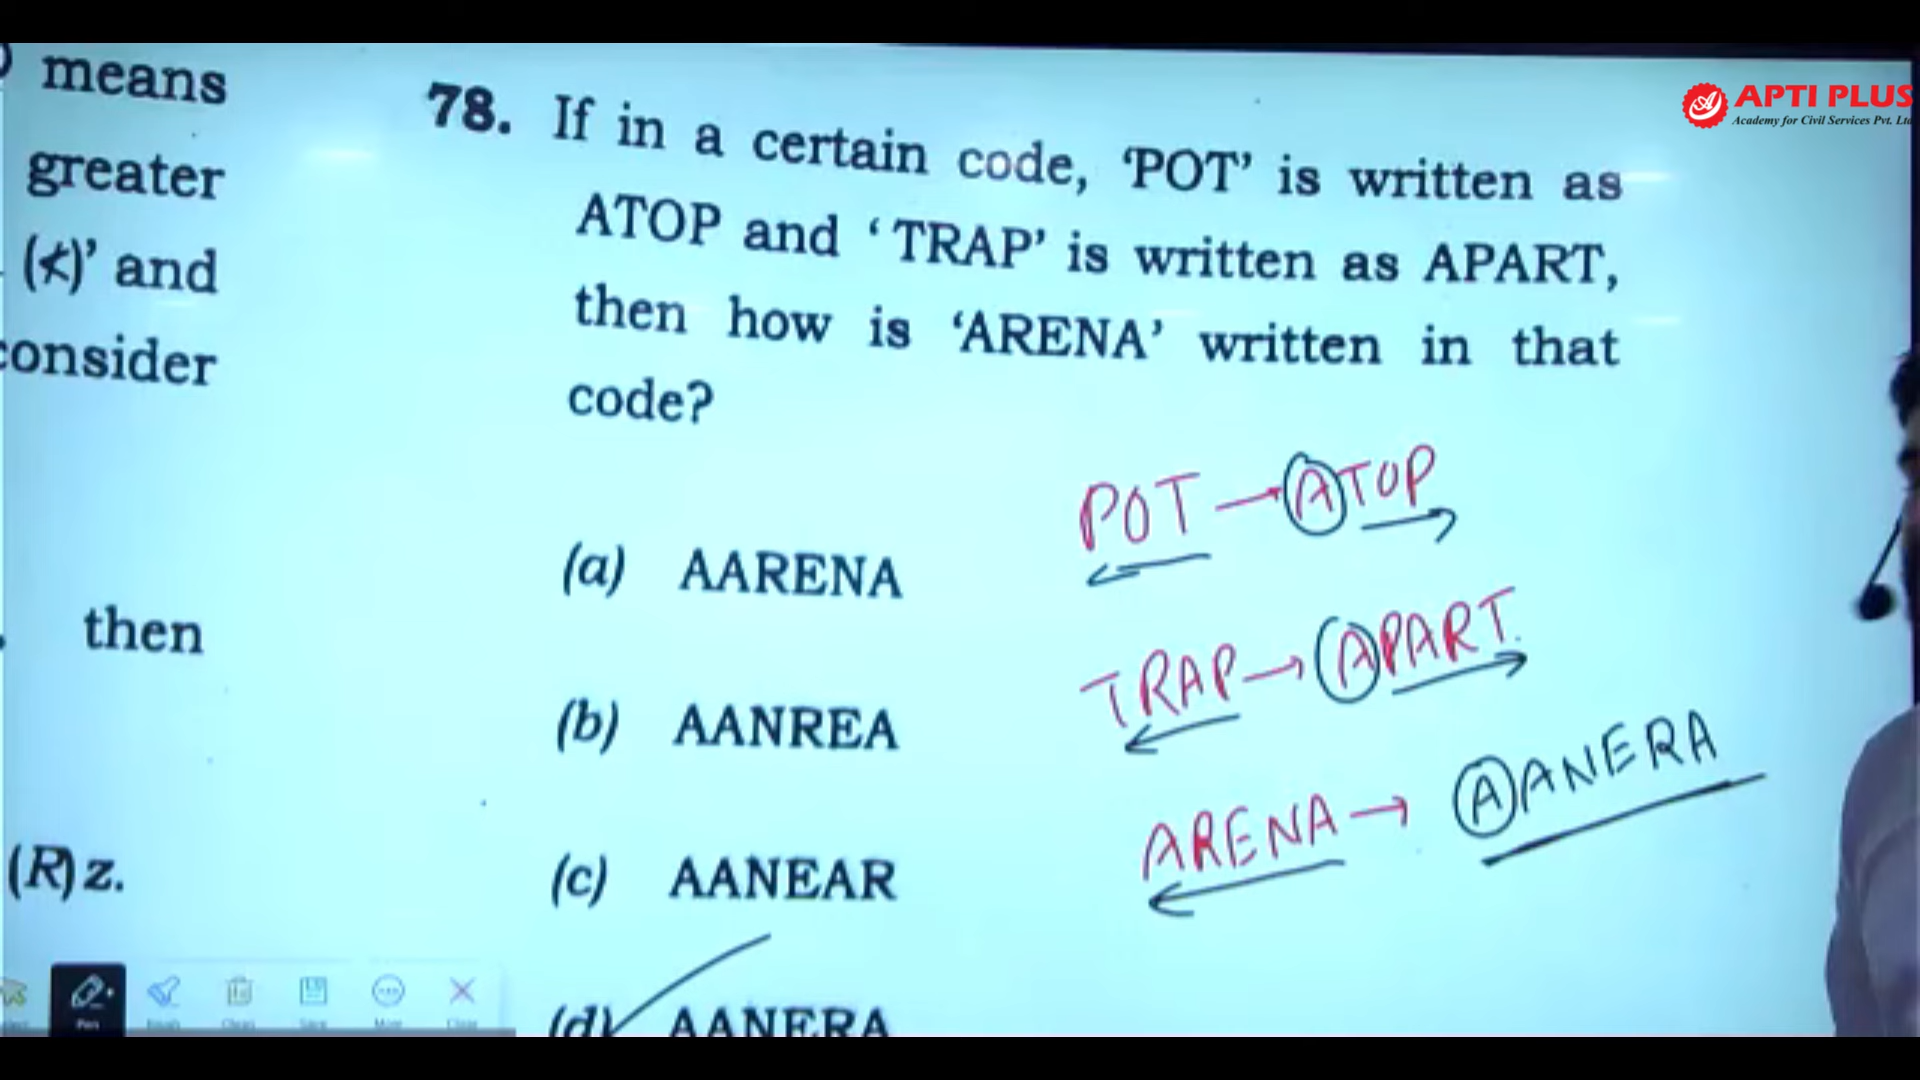 means
greater
(⋆)’ and
consider
then
(R) z.
APTI PLUS
Academy for Civil Services Pvt. Ltd
78. If in a certain code, ‘POT’ is written as
ATOP and ‘TRAP’ is written as APART,
then how is ‘ARENA’ written in that
code?
(a) AARENA
(b) AANREA
(c) AANEAR
(d) AANERA
POT → ATOP
TRAP → APART
ARENA → AANERA
Pen